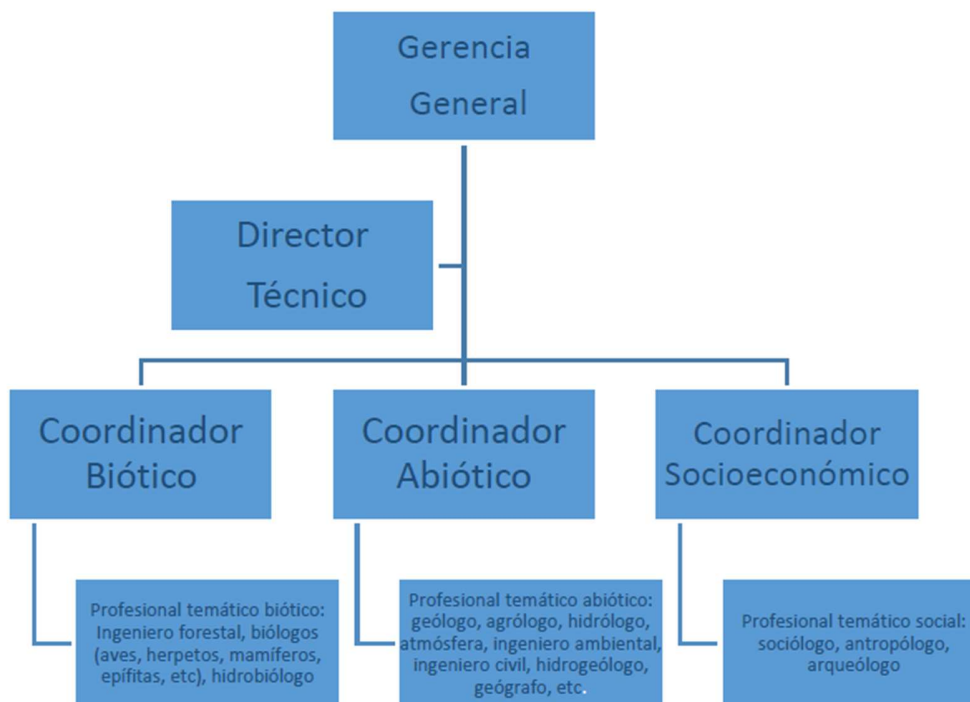 Gerencia
General
Director
Técnico
Coordinador
Biótico
Coordinador
Abiótico
Coordinador
Socioeconómico
Profesional temático biótico:
Ingeniero forestal, biólogos
(aves, herpetos, mamíferos,
epífitas, etc), hidrobiólogo
Profesional temático abiótico:
geólogo, agrólogo, hidrólogo,
atmósfera, ingeniero ambiental,
ingeniero civil, hidrogeólogo,
geógrafo, etc.
Profesional temático social:
sociólogo, antropólogo,
arqueólogo